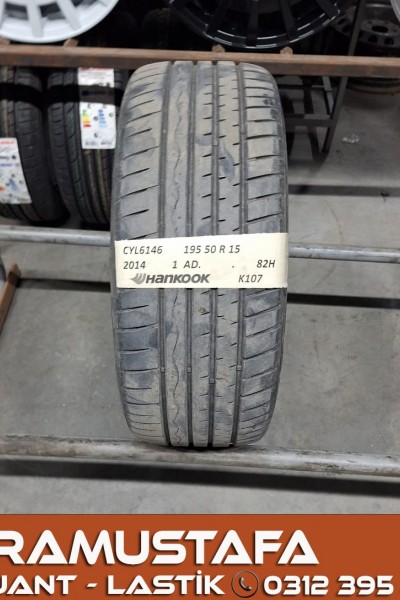 CYL6146 195 50 R 15
2014 1 AD. . 82H
HANKOOK K107
RAMUSTAFA
JANT - LASTİK 0312 395